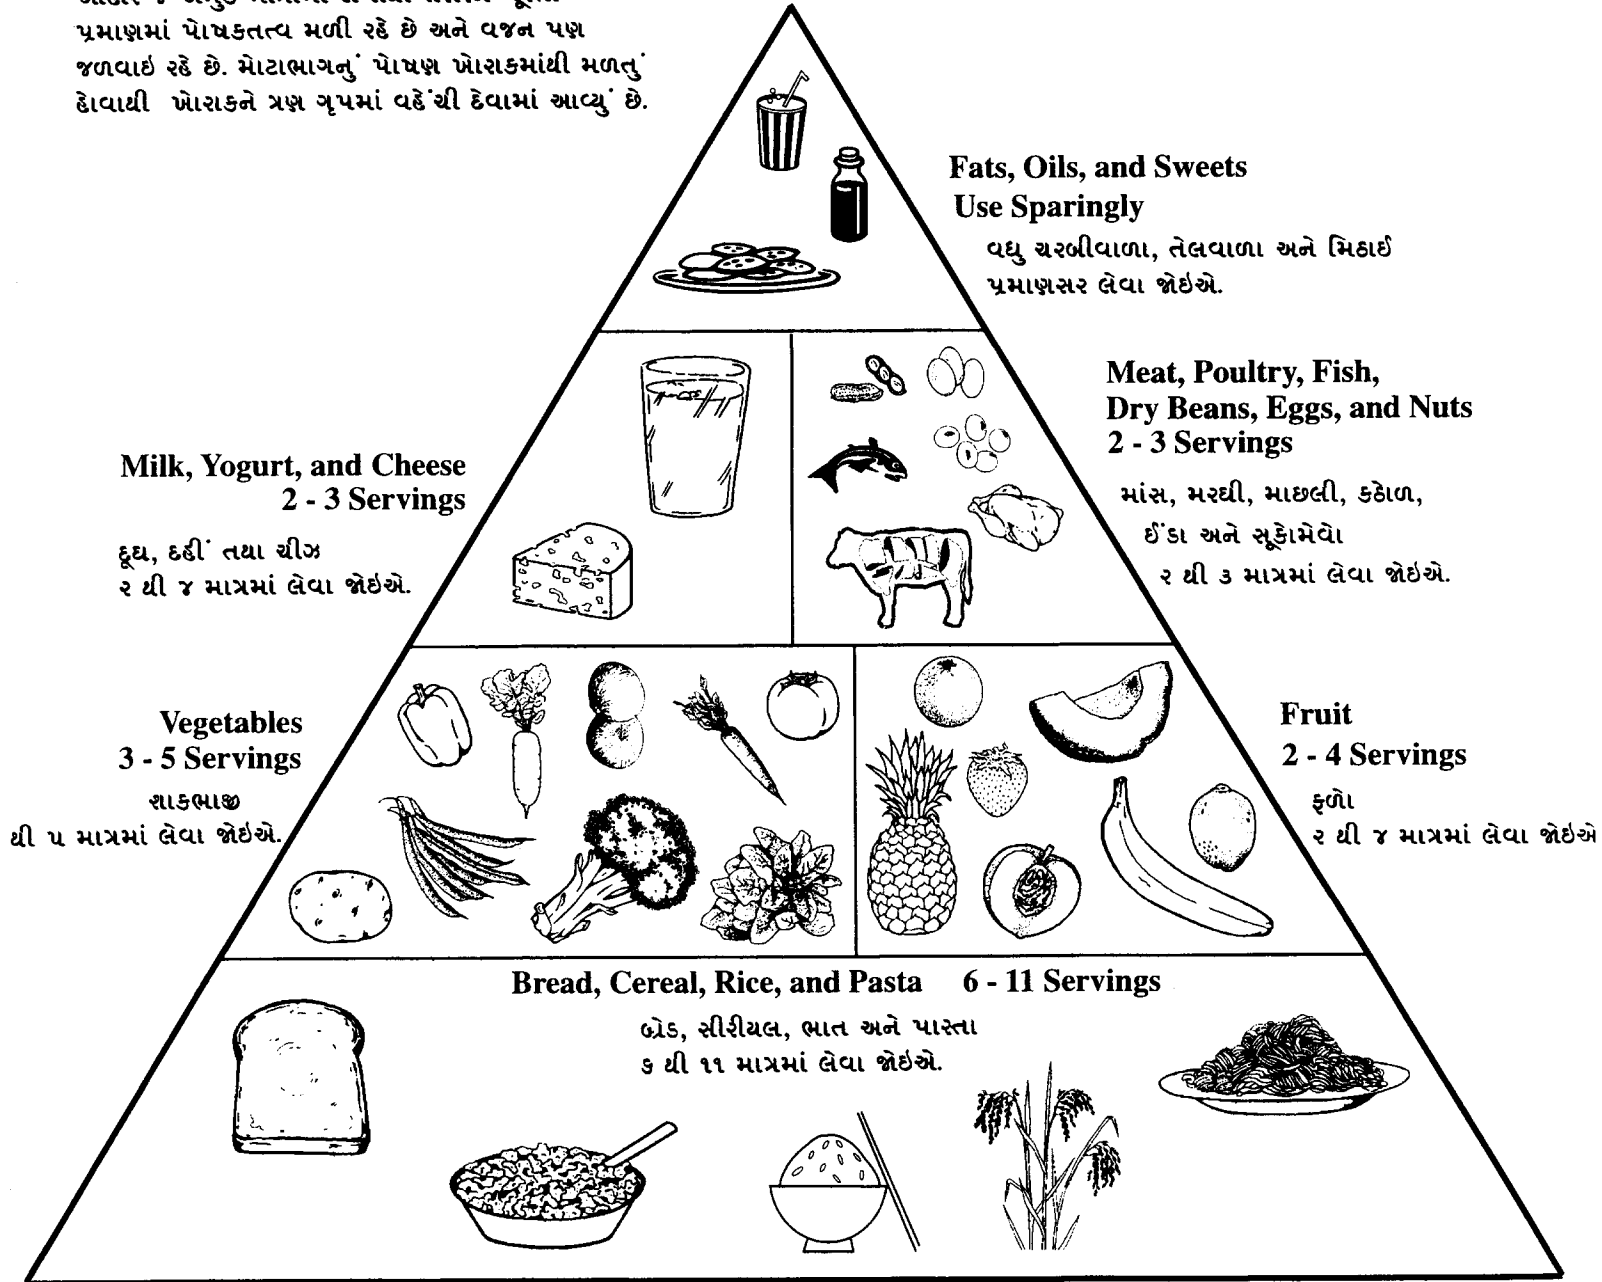 પ્રમાણમાં પોષકતત્વ મળી રહે છે અને વજન પણ
જળવાઇ રહે છે. મોટાભાગનું પોષણ ખોરાકમાંથી મળતું
હોવાથી ખોરાકને ત્રણ ગૃપમાં વહેંચી દેવામાં આવ્યું છે.
Fats, Oils, and Sweets
Use Sparingly
વધુ ચરબીવાળા, તેલવાળા અને મિઠાઈ
પ્રમાણસર લેવા જોઇએ.
Meat, Poultry, Fish,
Dry Beans, Eggs, and Nuts
2 - 3 Servings
માંસ, મરઘી, માછલી, કઠોળ,
ઈંડા અને સૂકોમેવો
૨ થી ૩ માત્રમાં લેવા જોઇએ.
Milk, Yogurt, and Cheese
2 - 3 Servings
દૂધ, દહીં તથા ચીઝ
૨ થી ૪ માત્રમાં લેવા જોઇએ.
Vegetables
3 - 5 Servings
શાકભાજી
થી ૫ માત્રમાં લેવા જોઇએ.
Fruit
2 - 4 Servings
ફળો
૨ થી ૪ માત્રમાં લેવા જોઇએ
Bread, Cereal, Rice, and Pasta 6 - 11 Servings
બ્રેડ, સીરીયલ, ભાત અને પાસ્તા
૬ થી ૧૧ માત્રમાં લેવા જોઇએ.